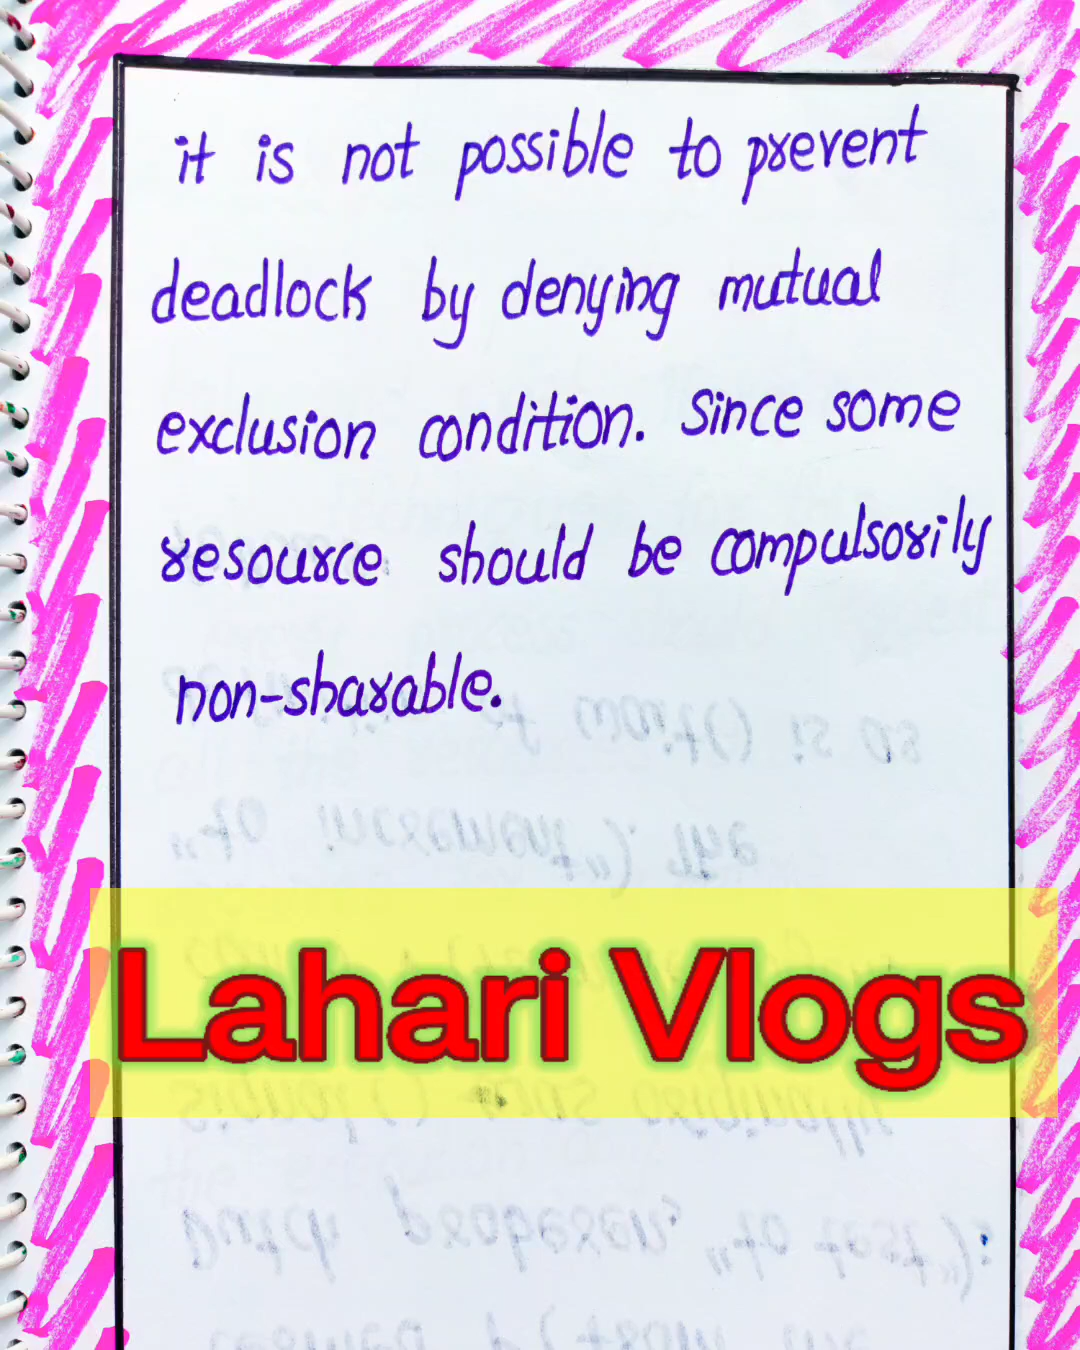 it is not possible to prevent
deadlock by denying mutual
exclusion condition. Since some
resource should be compulsorily
non-sharable.
Lahari Vlogs